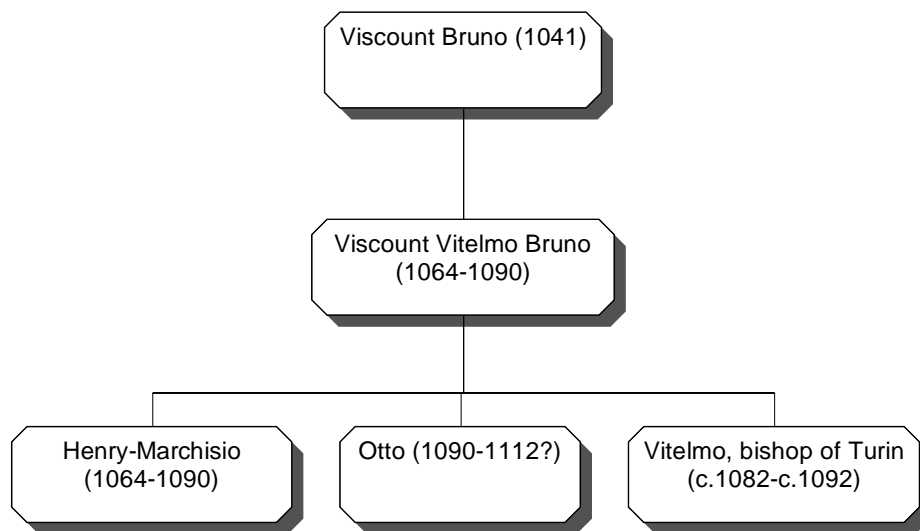 Viscount Bruno (1041)
Viscount Vitelmo Bruno
(1064-1090)
Henry-Marchisio
(1064-1090)
Otto (1090-1112?)
Vitelmo, bishop of Turin
(c.1082-c.1092)